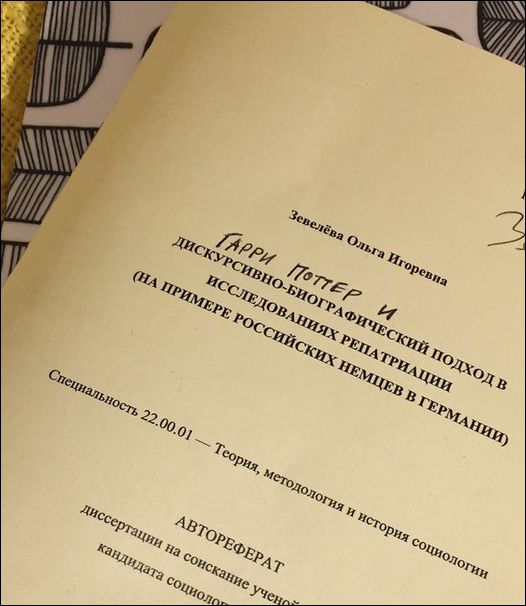 Зевелёва Ольга Игоревна
ГАРРИ ПОТТЕР И
ДИСКУРСИВНО-БИОГРАФИЧЕСКИЙ ПОДХОД В
ИССЛЕДОВАНИЯХ РЕПАТРИАЦИИ
(НА ПРИМЕРЕ РОССИЙСКИХ НЕМЦЕВ В ГЕРМАНИИ)
Специальность 22.00.01 — Теория, методология и история социологии
АВТОРЕФЕРАТ
диссертации на соискание ученой
кандидата